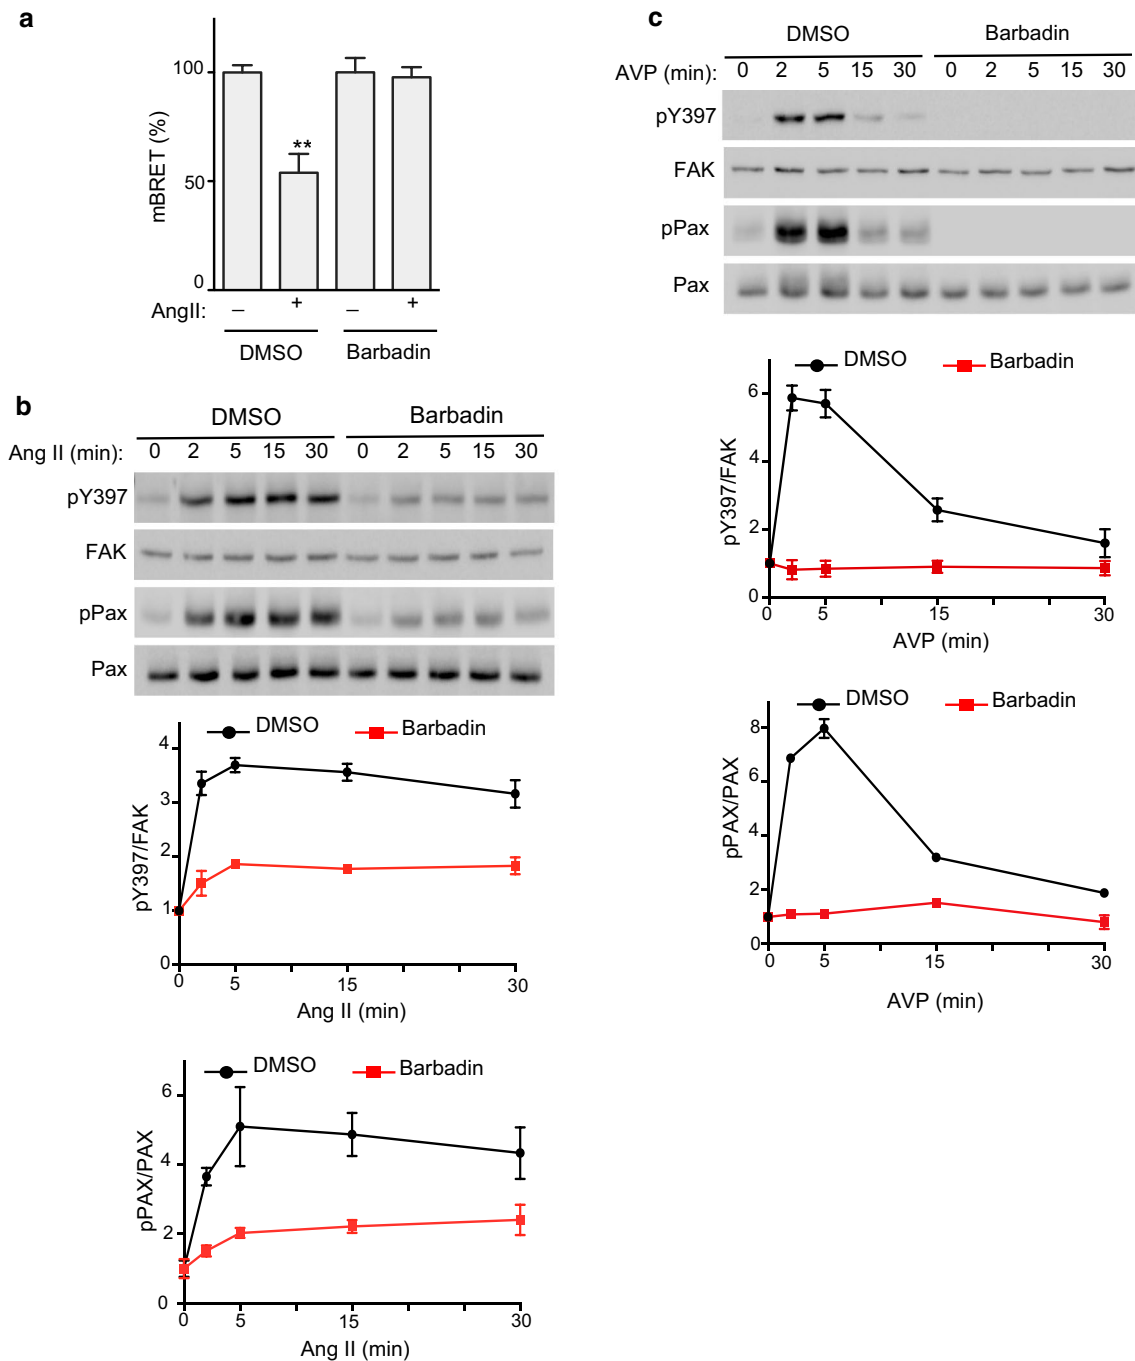 a
100
50
0
mBRET (%)
**
AngII: – + – +
DMSO Barbadin
b
DMSO Barbadin
Ang II (min): 0 2 5 15 30 0 2 5 15 30
pY397
FAK
pPax
Pax
DMSO Barbadin
4
3
2
1
0
pY397/FAK
0 5 15 30
Ang II (min)
DMSO Barbadin
6
4
2
0
pPAX/PAX
0 5 15 30
Ang II (min)
c
DMSO Barbadin
AVP (min): 0 2 5 15 30 0 2 5 15 30
pY397
FAK
pPax
Pax
DMSO Barbadin
6
4
2
0
pY397/FAK
0 5 15 30
AVP (min)
DMSO Barbadin
8
6
4
2
0
pPAX/PAX
0 5 15 30
AVP (min)